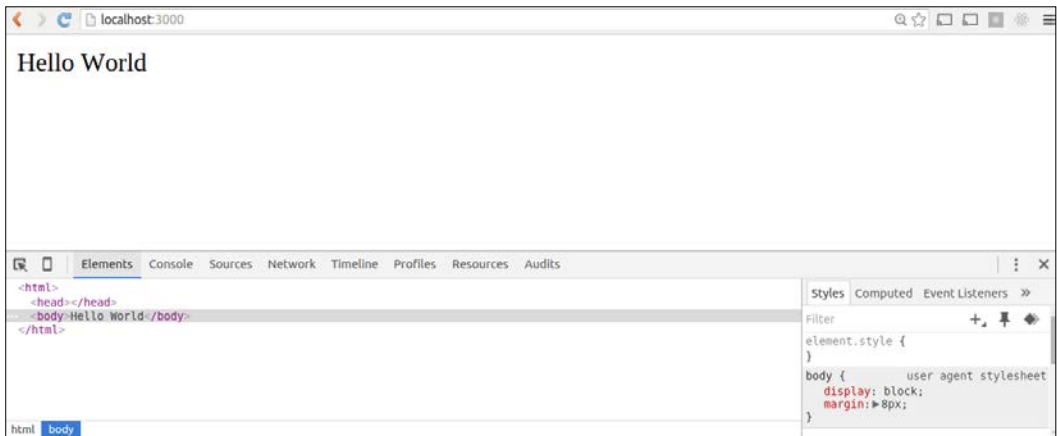 localhost:3000
Hello World
Elements Console Sources Network Timeline Profiles Resources Audits
<html>
<head></head>
<body>Hello World</body>
</html>
html body
Styles Computed Event Listeners »
Filter
element.style {
}
body { user agent stylesheet
display: block;
margin:▶8px;
}